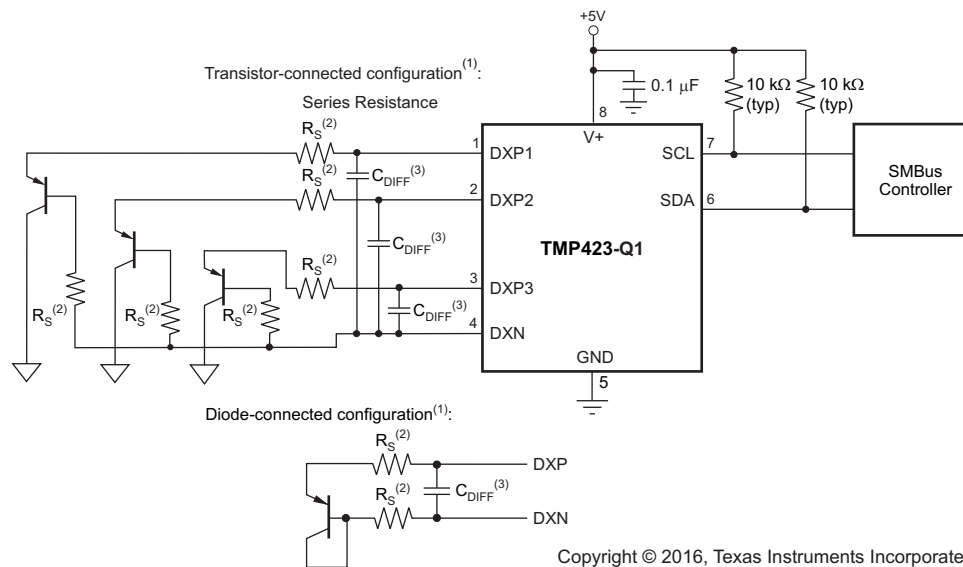 +5V
Transistor-connected configuration(1):
0.1 μF
10 kΩ
(typ)
10 kΩ
(typ)
Series Resistance
8
V+
RS(2)
1
DXP1
SCL
7
SMBus
Controller
CDIFF(3)
RS(2)
2
DXP2
SDA
6
CDIFF(3)
TMP423-Q1
RS(2)
3
DXP3
RS(2)
RS(2)
RS(2)
CDIFF(3)
4
DXN
GND
5
Diode-connected configuration(1):
RS(2)
DXP
CDIFF(3)
RS(2)
DXN
Copyright © 2016, Texas Instruments Incorporate